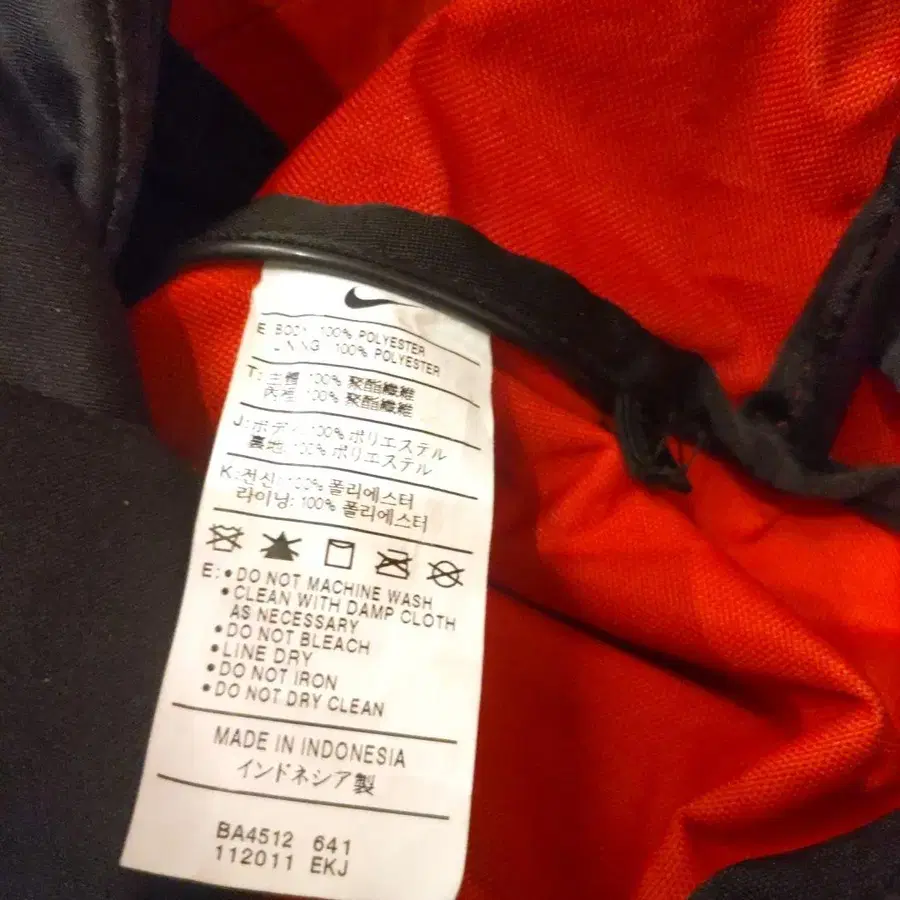 E: BODY 100% POLYESTER
LINING 100% POLYESTER
T: 主體 100% 聚酯纖維
內裡 100% 聚酯纖維
J: ボディ 100% ポリエステル
裏地: 100% ポリエステル
K: 전신: 100% 폴리에스터
라이닝: 100% 폴리에스터
E: • DO NOT MACHINE WASH
• CLEAN WITH DAMP CLOTH
AS NECESSARY
• DO NOT BLEACH
• LINE DRY
• DO NOT IRON
• DO NOT DRY CLEAN
MADE IN INDONESIA
インドネシア製
BA4512 641
112011 EKJ